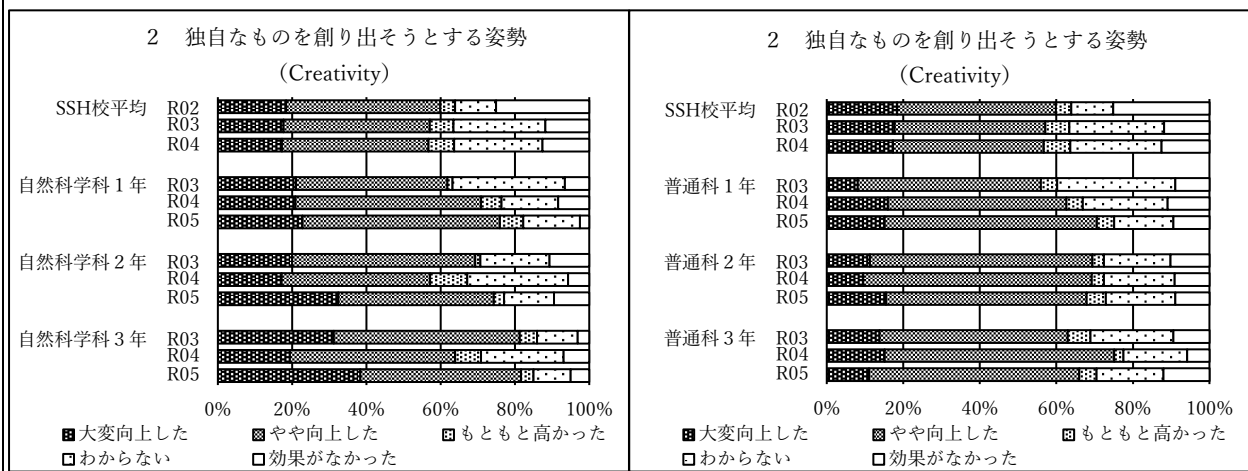 2　独自なものを創り出そうとする姿勢
（Creativity）
SSH校平均 R02
R03
R04
自然科学科１年 R03
R04
R05
自然科学科２年 R03
R04
R05
自然科学科３年 R03
R04
R05
0% 20% 40% 60% 80% 100%
大変向上した やや向上した もともと高かった
わからない 効果がなかった
2　独自なものを創り出そうとする姿勢
（Creativity）
SSH校平均 R02
R03
R04
普通科１年 R03
R04
R05
普通科２年 R03
R04
R05
普通科３年 R03
R04
R05
0% 20% 40% 60% 80% 100%
大変向上した やや向上した もともと高かった
わからない 効果がなかった